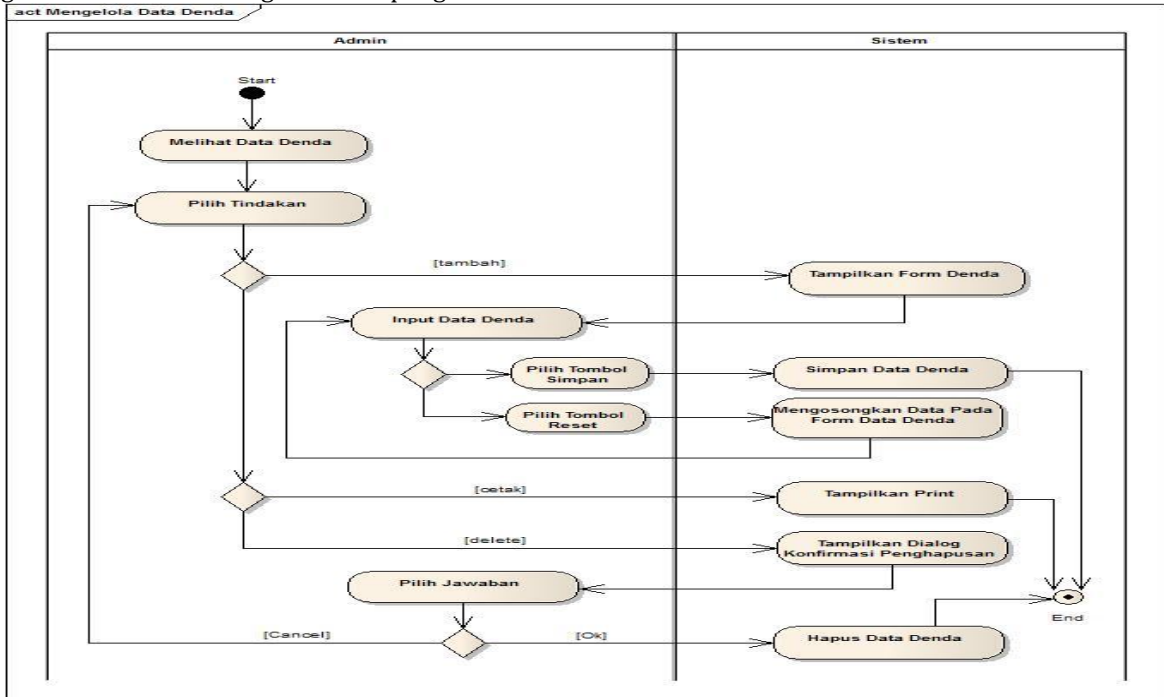 act Mengelola Data Denda
Admin
Sistem
Start
Melihat Data Denda
Pilih Tindakan
[tambah]
Tampilkan Form Denda
Input Data Denda
Pilih Tombol
Simpan
Simpan Data Denda
Pilih Tombol
Reset
Mengosongkan Data Pada
Form Data Denda
[cetak]
Tampilkan Print
[delete]
Tampilkan Dialog
Konfirmasi Penghapusan
Pilih Jawaban
End
[Cancel]
[Ok]
Hapus Data Denda